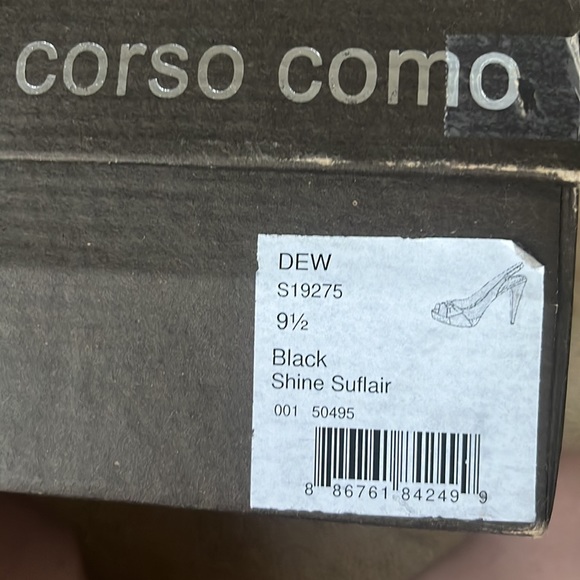 corso como
DEW
S19275
9½
Black
Shine Suflair
001 50495
8 86761 84249 9